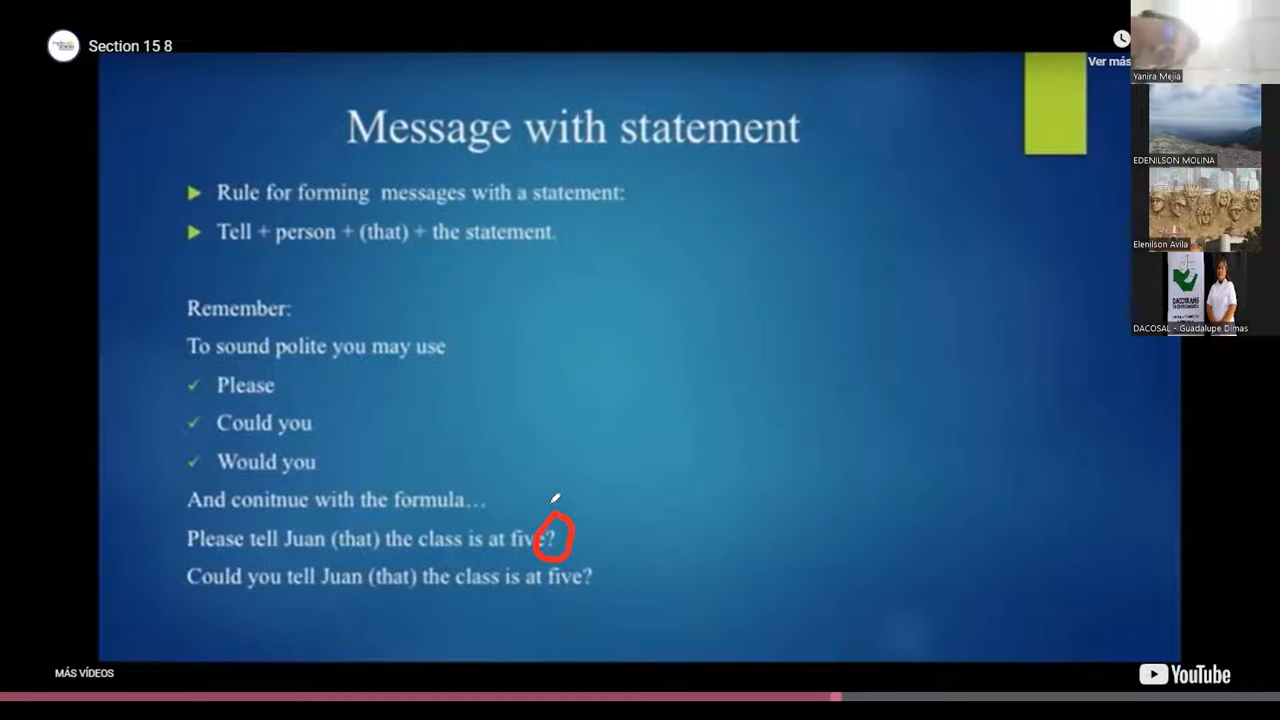 Section 15 8
Ver más
Message with statement
Rule for forming messages with a statement:
Tell + person + (that) + the statement.
Remember:
To sound polite you may use
Please
Could you
Would you
And conitnue with the formula...
Please tell Juan (that) the class is at five?
Could you tell Juan (that) the class is at five?
MÁS VÍDEOS
YouTube
Yanira Mejia
EDENILSON MOLINA
Elenilson Avila
DACOTRANS
DACOSAL - Guadalupe Dimas